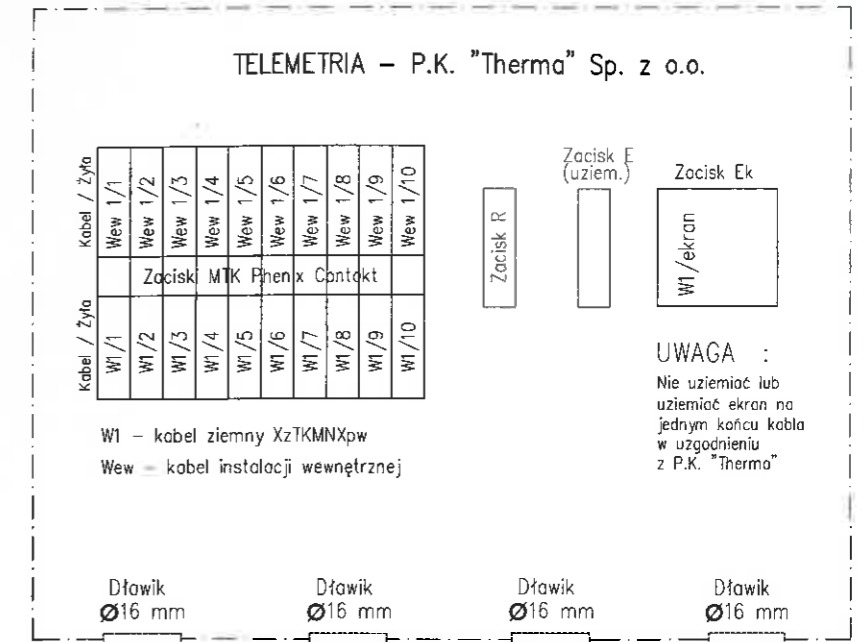 TELEMETRIA – P.K. "Therma" Sp. z o.o.
Kabel / Żyła
Wew 1/1
Wew 1/2
Wew 1/3
Wew 1/4
Wew 1/5
Wew 1/6
Wew 1/7
Wew 1/8
Wew 1/9
Wew 1/10
Zaciski MTK Phenix Contakt
Kabel / Żyła
W1/1
W1/2
W1/3
W1/4
W1/5
W1/6
W1/7
W1/8
W1/9
W1/10
Zacisk R
Zacisk E
(uziem.)
Zacisk Ek
W1/ekran
UWAGA :
Nie uziemiać lub
uziemiać ekran na
jednym końcu kabla
w uzgodnieniu
z P.K. "Therma"
W1 – kabel ziemny XzTKMNXpw
Wew – kabel instalacji wewnętrznej
Dławik
Ø16 mm
Dławik
Ø16 mm
Dławik
Ø16 mm
Dławik
Ø16 mm